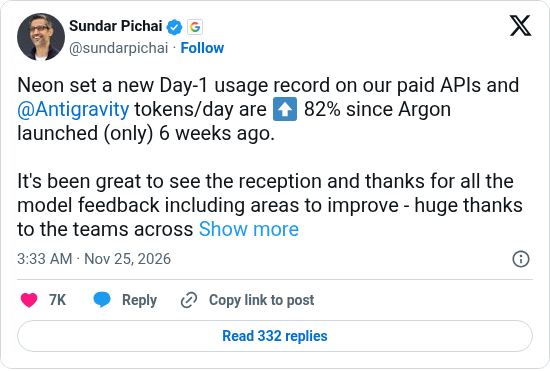 Sundar Pichai
@sundarpichai · Follow
Neon set a new Day-1 usage record on our paid APIs and
@Antigravity tokens/day are ⬆️ 82% since Argon
launched (only) 6 weeks ago.
It's been great to see the reception and thanks for all the
model feedback including areas to improve - huge thanks
to the teams across Show more
3:33 AM · Nov 25, 2026
7K Reply Copy link to post
Read 332 replies